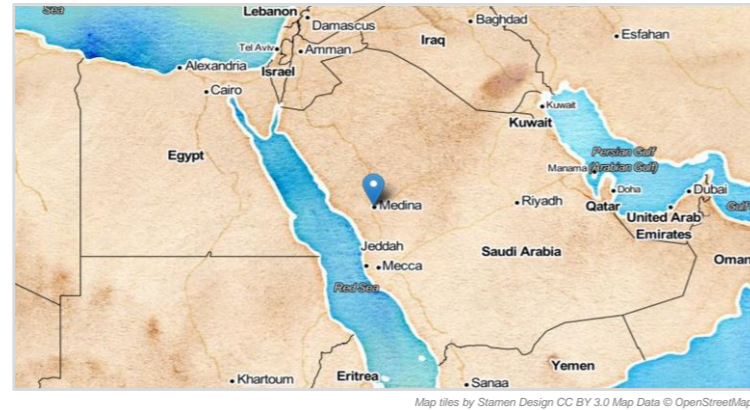 Sea
Lebanon
Damascus
Baghdad
Esfahan
Iraq
Tel Aviv
Amman
Alexandria
Israel
Cairo
Kuwait
Kuwait
Egypt
Persian Gulf
(Arabian Gulf)
Manama
Doha
Dubai
Medina
Riyadh
Qatar
Gulf
United Arab
Emirates
Jeddah
Saudi Arabia
Mecca
Oman
Red Sea
Yemen
Khartoum
Eritrea
Sanaa
Map tiles by Stamen Design CC BY 3.0 Map Data © OpenStreetMap